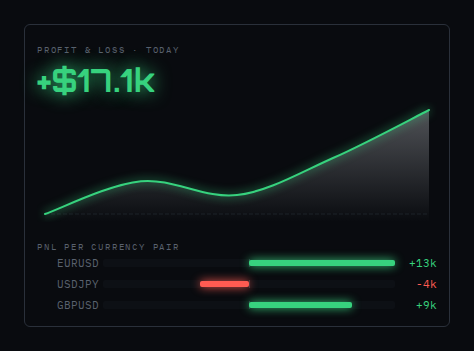 PROFIT & LOSS · TODAY
+$17.1k
PNL PER CURRENCY PAIR
EURUSD +13k
USDJPY -4k
GBPUSD +9k